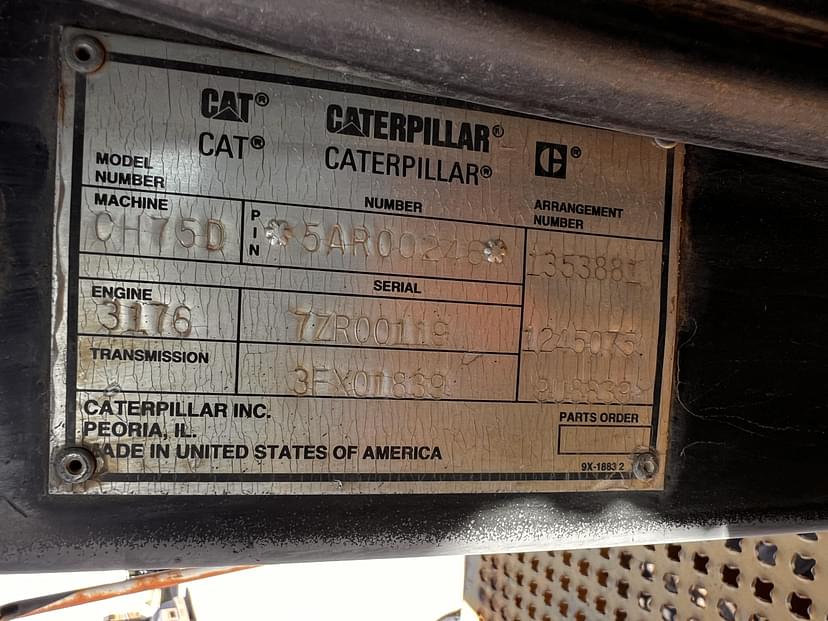 CAT® CATERPILLAR® ®
CAT® CATERPILLAR®
MODEL NUMBER
NUMBER
ARRANGEMENT NUMBER
MACHINE
CH75D
PIN
*5AR00246*
1353881
SERIAL
ENGINE
3176
7ZR00119
1245075
TRANSMISSION
3FX01839
CATERPILLAR INC.
PEORIA, IL.
MADE IN UNITED STATES OF AMERICA
PARTS ORDER
9X-1883 2